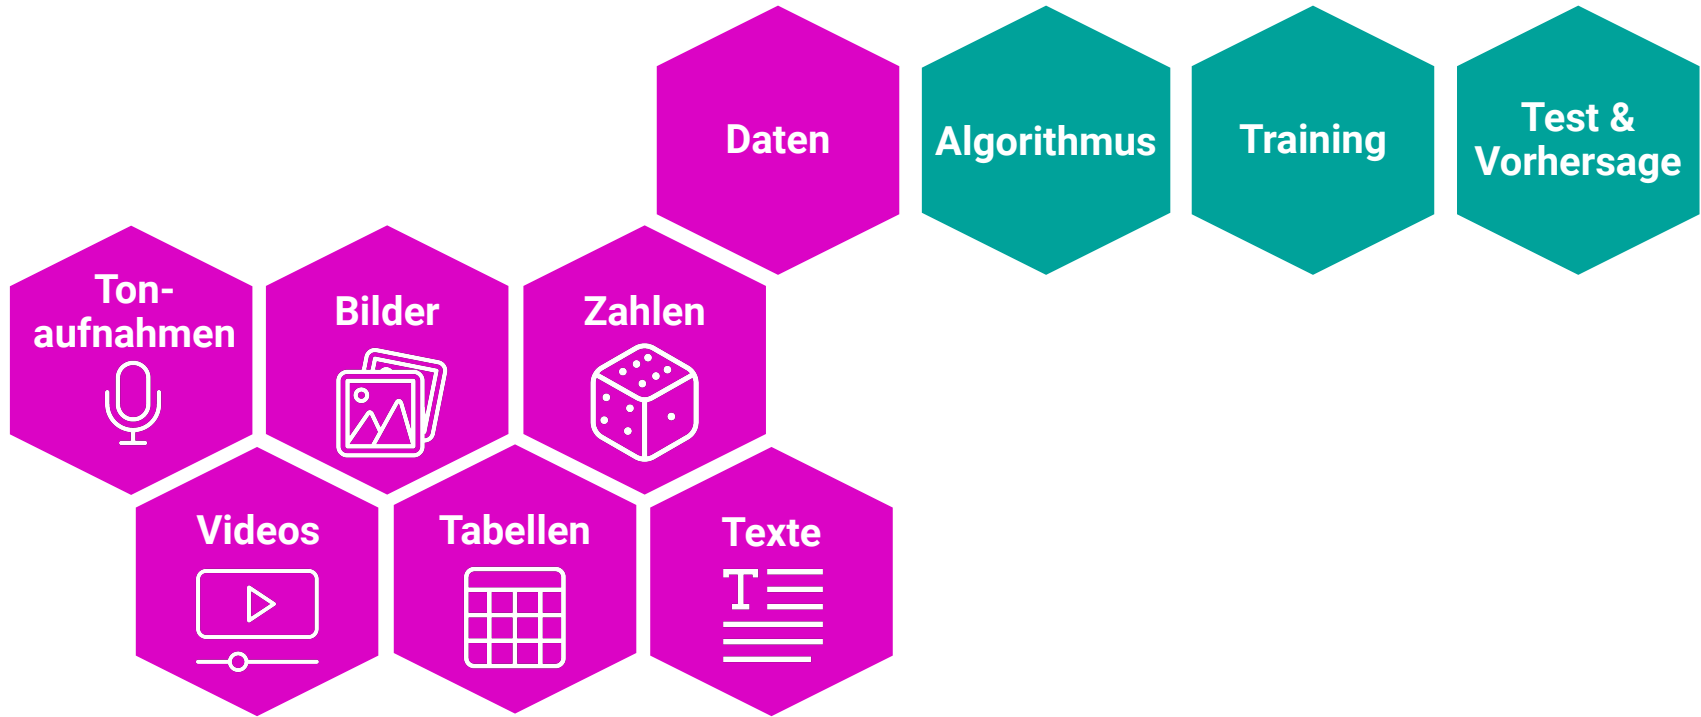 Daten
Algorithmus
Training
Test &
Vorhersage
Ton-
aufnahmen
Bilder
Zahlen
Videos
Tabellen
Texte
T